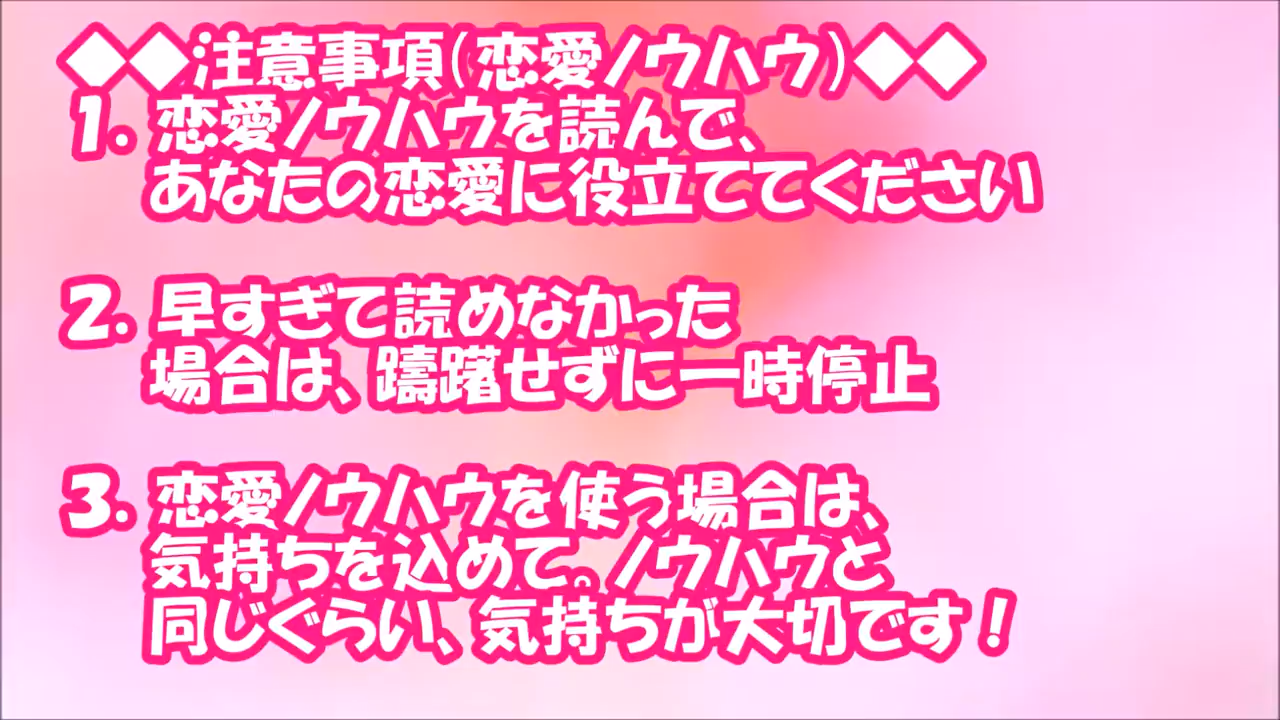 ◆◆注意事項(恋愛ノウハウ)◆◆
1. 恋愛ノウハウを読んで、
あなたの恋愛に役立ててください
2. 早すぎて読めなかった
場合は、躊躇せずに一時停止
3. 恋愛ノウハウを使う場合は、
気持ちを込めて。ノウハウと
同じぐらい、気持ちが大切です!